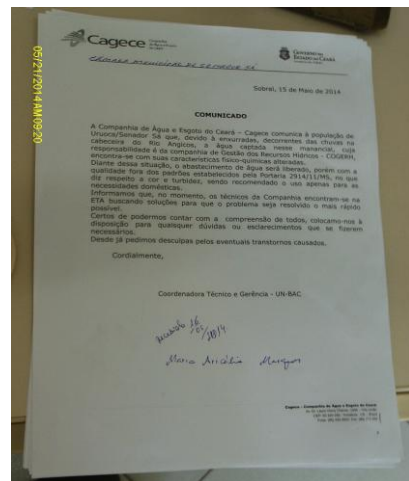 05/21/2014 AM 09:20
Cagece
GOVERNO DO
ESTADO DO CEARÁ
CÂMARA MUNICIPAL DE SENADOR SÁ
Sobral, 15 de Maio de 2014
COMUNICADO
A Companhia de Água e Esgoto do Ceará – Cagece comunica à população de
Uruoca/Senador Sá que, devido à enxurradas, decorrentes das chuvas na
cabeceira do Rio Angicos, a água captada nesse manancial, cuja
responsabilidade é da companhia de Gestão dos Recursos Hídricos - COGERH,
encontra-se com suas características físico-químicas alteradas.
Diante dessa situação, o abastecimento de água será liberado, porém com a
qualidade fora dos padrões estabelecidos pela Portaria 2914/11/MS, no que
diz respeito a cor e turbidez, sendo recomendado o uso apenas para as
necessidades domésticas.
Informamos que, no momento, os técnicos de Companhia encontram-se na
ETA buscando soluções para que o problema seja resolvido o mais rápido
possível.
Certos de podermos contar com a compreensão de todos, colocamo-nos à
disposição para quaisquer dúvidas ou esclarecimentos que se fizerem
necessários.
Desde já pedimos desculpas pelos eventuais transtornos causados.
Cordialmente,
Coordenadora Técnico e Gerência - UN-BAC
16
/05/2014
Maria Marques
Cagece - Companhia de Água e Esgoto do Ceará